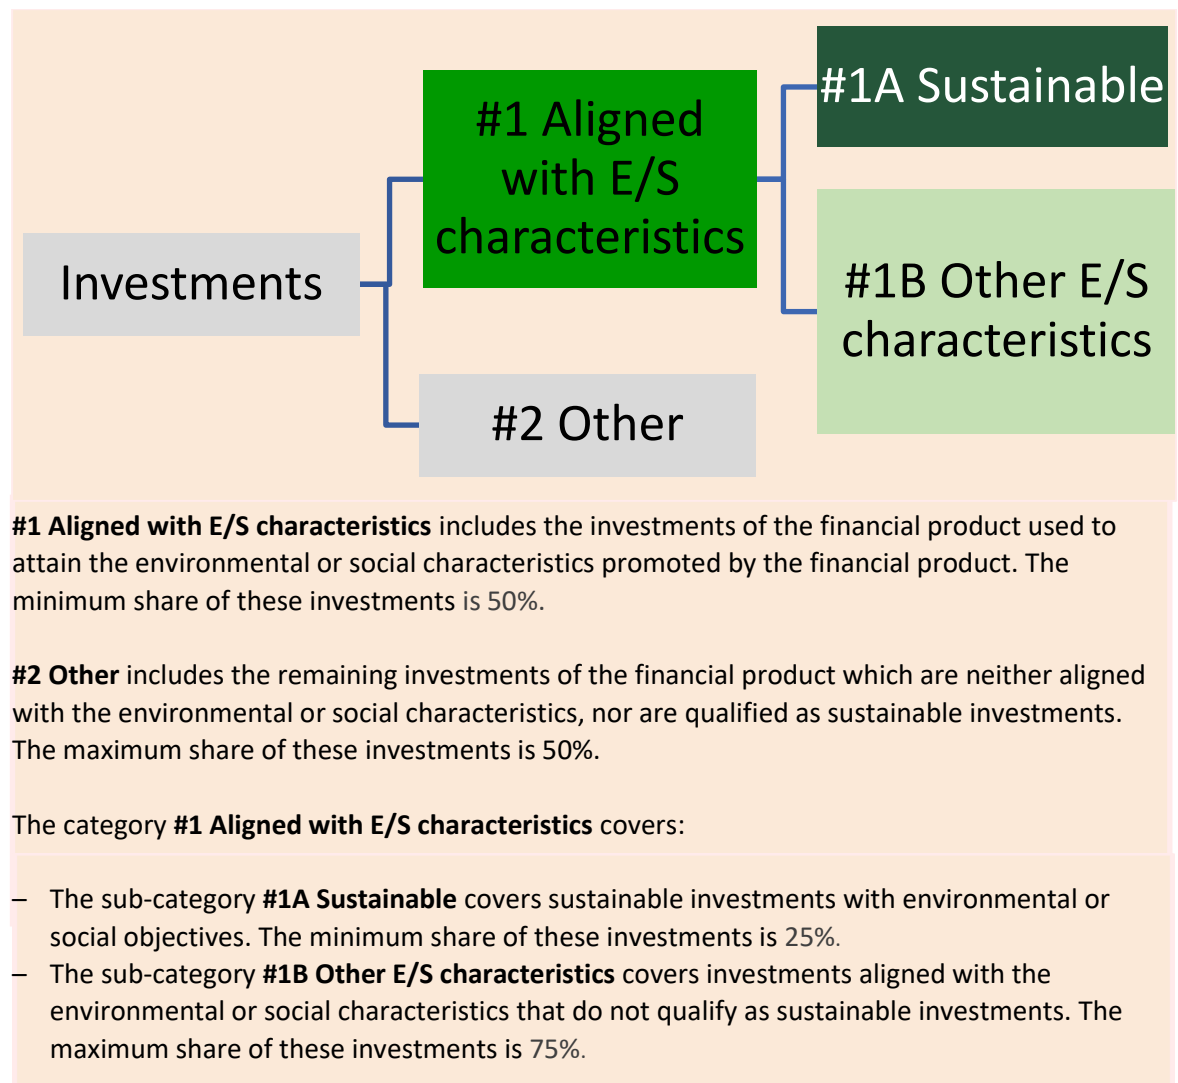 #1A Sustainable
#1 Aligned
with E/S
characteristics
Investments
#1B Other E/S
characteristics
#2 Other
#1 Aligned with E/S characteristics includes the investments of the financial product used to
attain the environmental or social characteristics promoted by the financial product. The
minimum share of these investments is 50%.
#2 Other includes the remaining investments of the financial product which are neither aligned
with the environmental or social characteristics, nor are qualified as sustainable investments.
The maximum share of these investments is 50%.
The category #1 Aligned with E/S characteristics covers:
– The sub-category #1A Sustainable covers sustainable investments with environmental or
social objectives. The minimum share of these investments is 25%.
– The sub-category #1B Other E/S characteristics covers investments aligned with the
environmental or social characteristics that do not qualify as sustainable investments. The
maximum share of these investments is 75%.